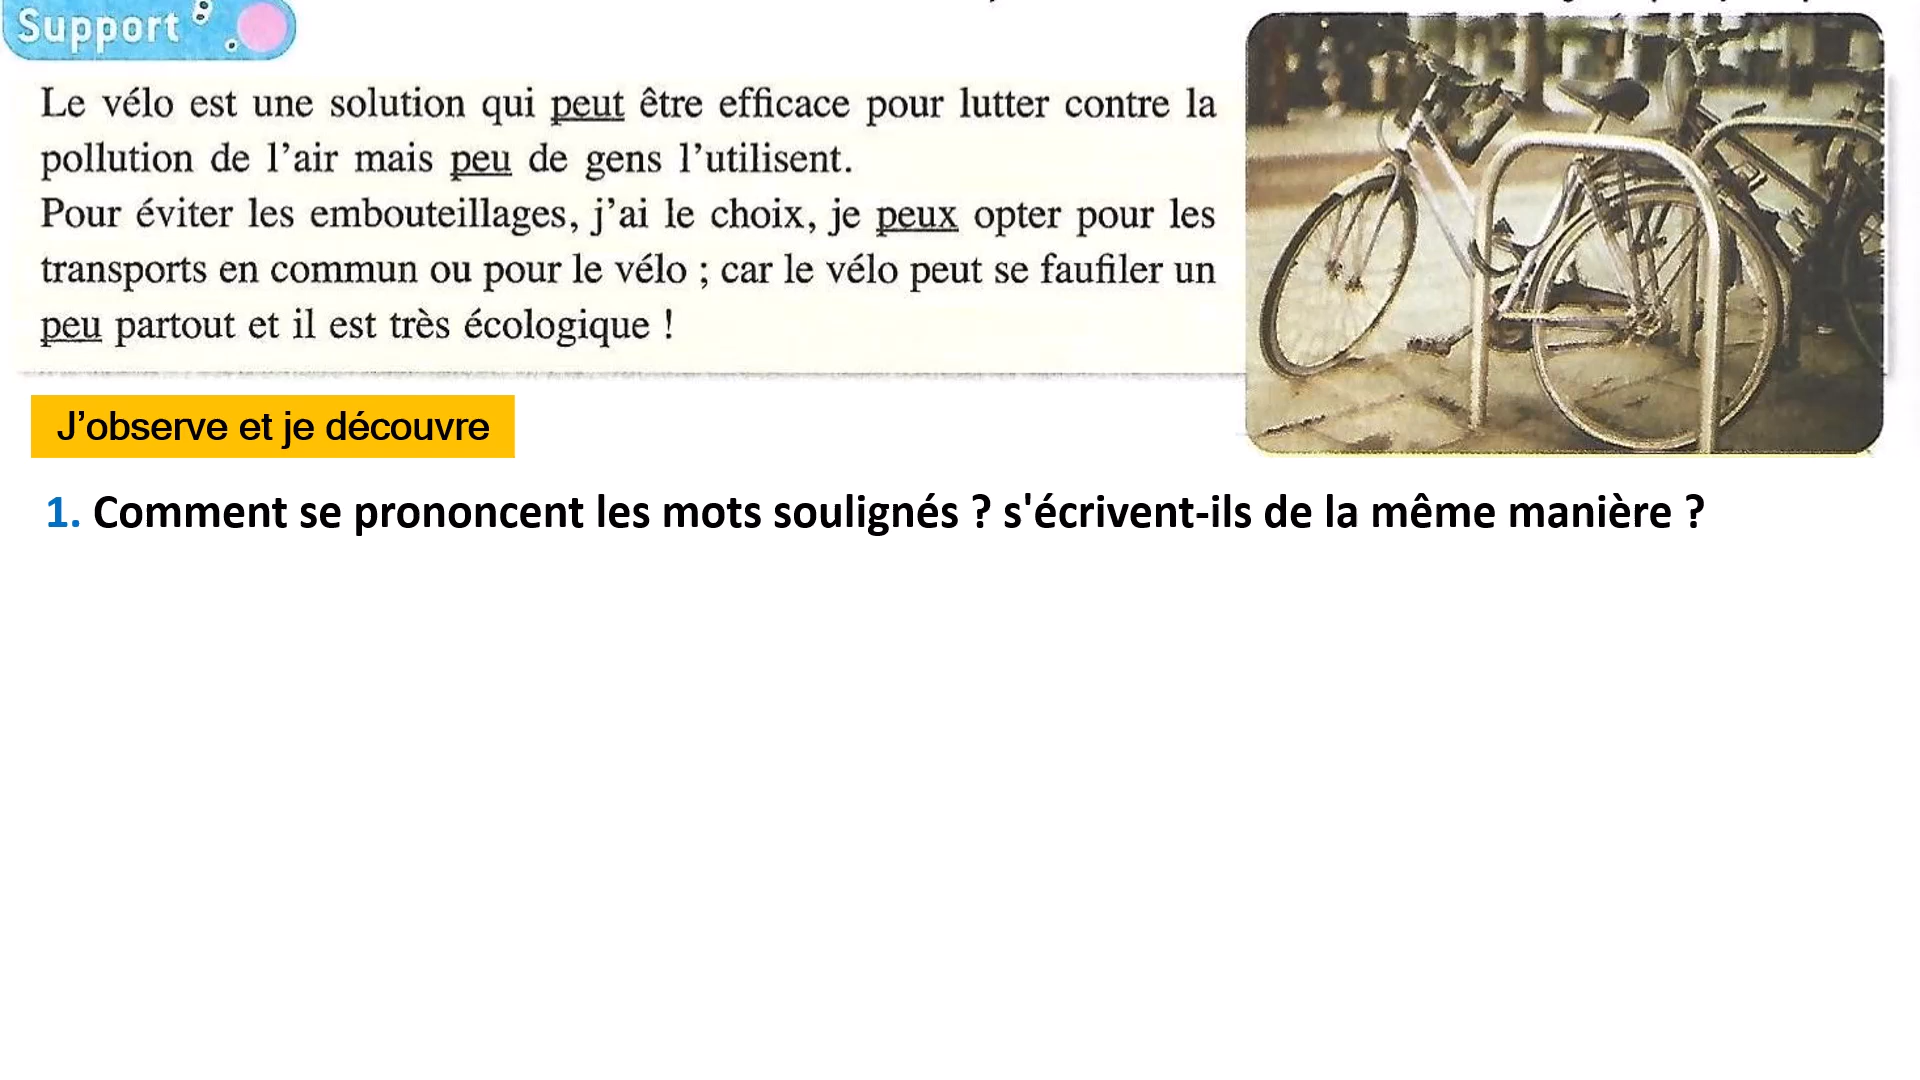 Support
Le vélo est une solution qui peut être efficace pour lutter contre la
pollution de l'air mais peu de gens l'utilisent.
Pour éviter les embouteillages, j'ai le choix, je peux opter pour les
transports en commun ou pour le vélo ; car le vélo peut se faufiler un
peu partout et il est très écologique !
J’observe et je découvre
1. Comment se prononcent les mots soulignés ? s'écrivent-ils de la même manière ?